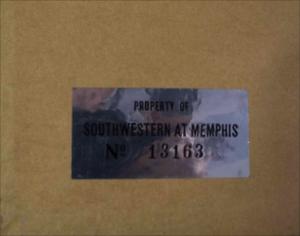 PROPERTY OF
SOUTHWESTERN AT MEMPHIS
Nº 13163